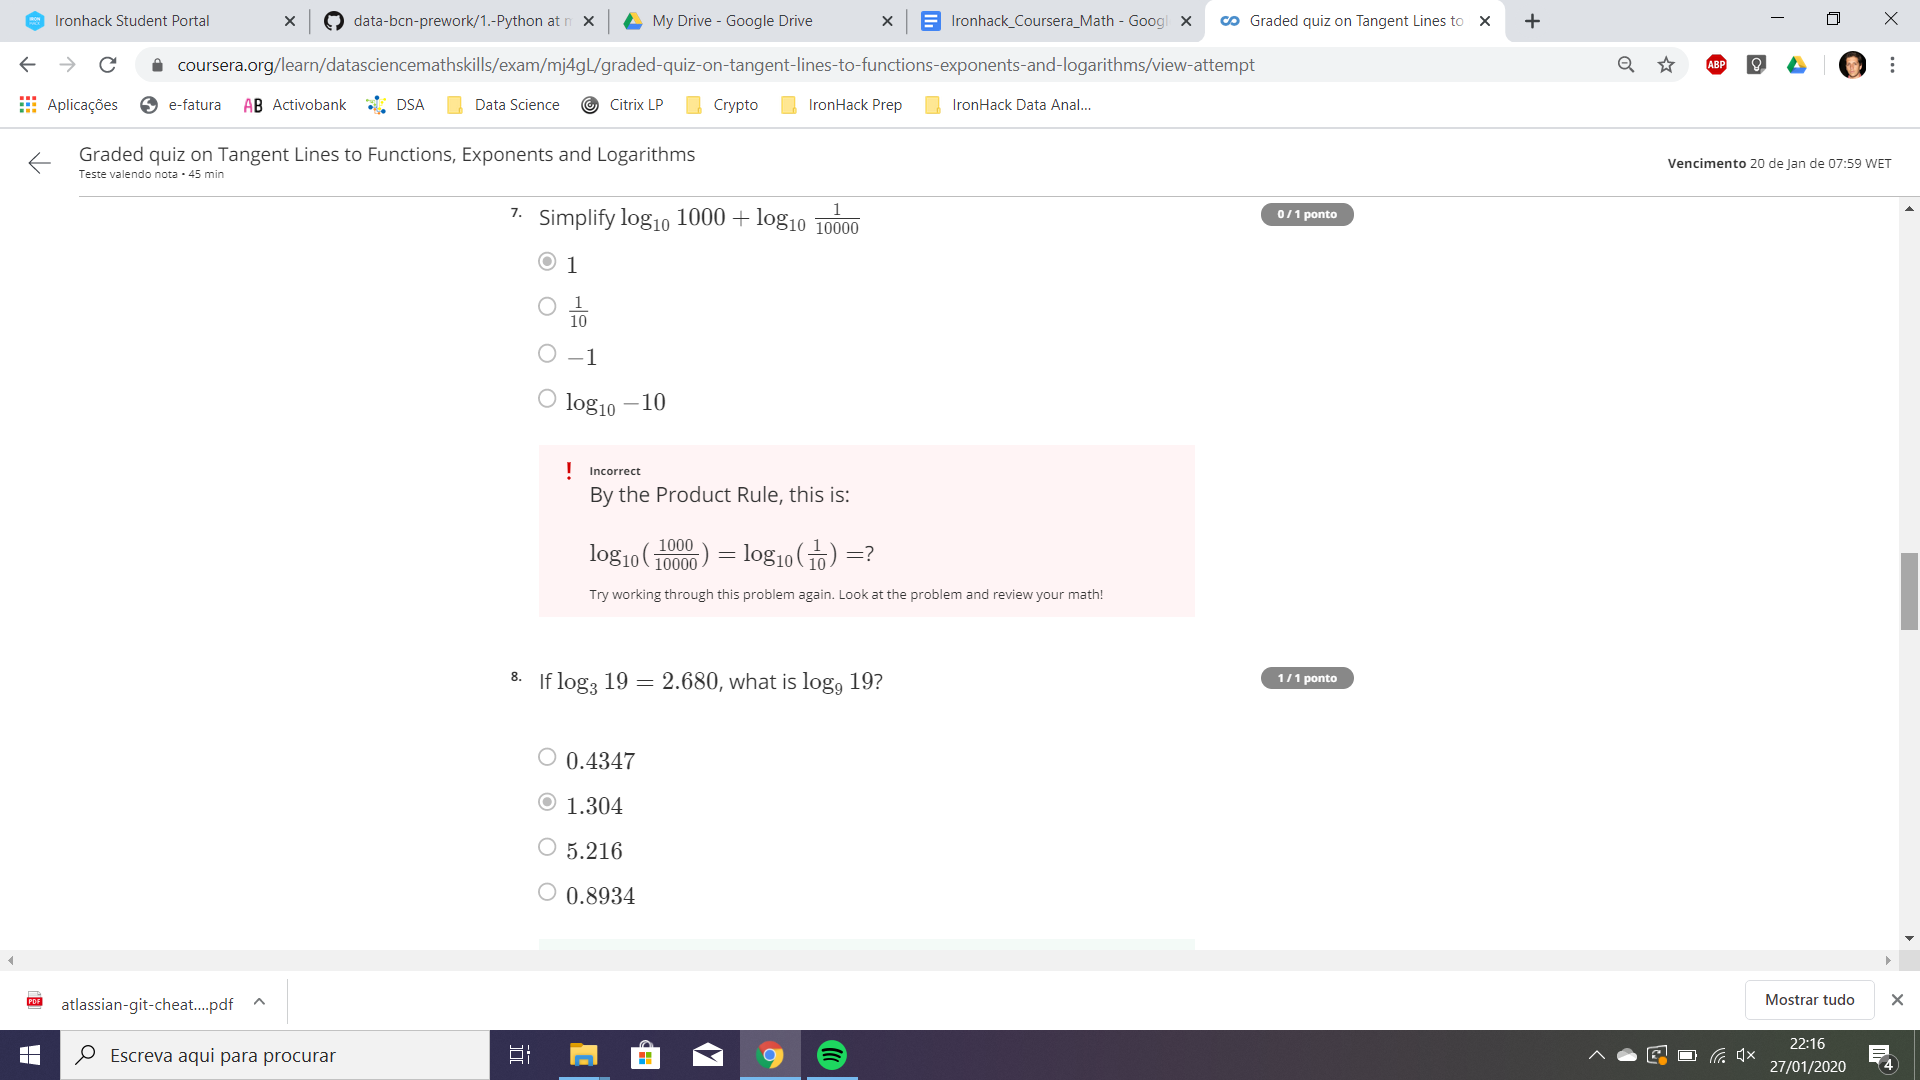 Ironhack Student Portal
data-bcn-prework/1.-Python at m
My Drive - Google Drive
Ironhack_Coursera_Math - Googl
Graded quiz on Tangent Lines to
coursera.org/learn/datasciencemathskills/exam/mj4gL/graded-quiz-on-tangent-lines-to-functions-exponents-and-logarithms/view-attempt
ABP
Aplicações
e-fatura
AB Activobank
DSA
Data Science
Citrix LP
Crypto
IronHack Prep
IronHack Data Anal...
Graded quiz on Tangent Lines to Functions, Exponents and Logarithms
Teste valendo nota • 45 min
Vencimento 20 de Jan de 07:59 WET
7. Simplify log₁₀ 1000 + log₁₀ 1/10000
0 / 1 ponto
1
1/10
−1
log₁₀ −10
! Incorrect
By the Product Rule, this is:
log₁₀(1000/10000) = log₁₀(1/10) =?
Try working through this problem again. Look at the problem and review your math!
8. If log₃ 19 = 2.680, what is log₉ 19?
1 / 1 ponto
0.4347
1.304
5.216
0.8934
PDF
atlassian-git-cheat....pdf
Mostrar tudo
Escreva aqui para procurar
22:16
27/01/2020
4